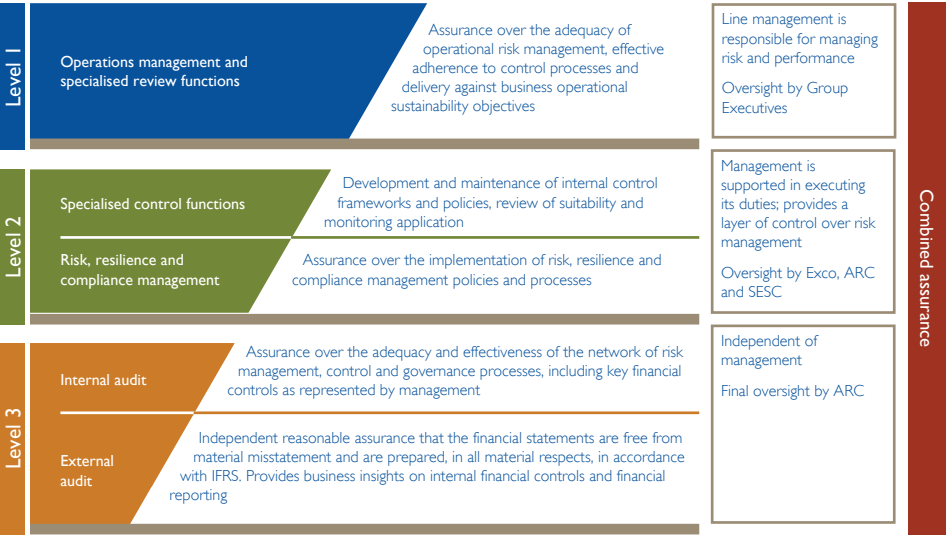 Level 1
Operations management and
specialised review functions
Assurance over the adequacy of
operational risk management, effective
adherence to control processes and
delivery against business operational
sustainability objectives
Line management is
responsible for managing
risk and performance
Oversight by Group
Executives
Level 2
Specialised control functions
Development and maintenance of internal control
frameworks and policies, review of suitability and
monitoring application
Risk, resilience and
compliance management
Assurance over the implementation of risk, resilience and
compliance management policies and processes
Management is
supported in executing
its duties; provides a
layer of control over risk
management
Oversight by Exco, ARC
and SESC
Level 3
Internal audit
Assurance over the adequacy and effectiveness of the network of risk
management, control and governance processes, including key financial
controls as represented by management
External
audit
Independent reasonable assurance that the financial statements are free from
material misstatement and are prepared, in all material respects, in accordance
with IFRS. Provides business insights on internal financial controls and financial
reporting
Independent of
management
Final oversight by ARC
Combined assurance